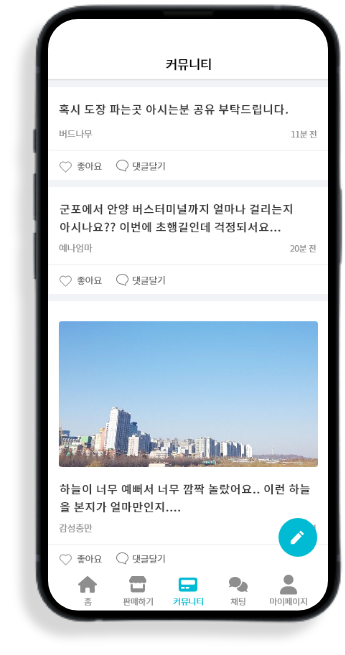 커뮤니티
혹시 도장 파는곳 아시는분 공유 부탁드립니다.
버드나무
11분 전
좋아요
댓글달기
군포에서 안양 버스터미널까지 얼마나 걸리는지
아시나요?? 이번에 초행길인데 걱정되서요...
예나엄마
20분 전
좋아요
댓글달기
하늘이 너무 예뻐서 너무 깜짝 놀랐어요.. 이런 하늘
을 본지가 얼마만인지....
감성충만
좋아요
댓글달기
홈
판매하기
커뮤니티
채팅
마이페이지